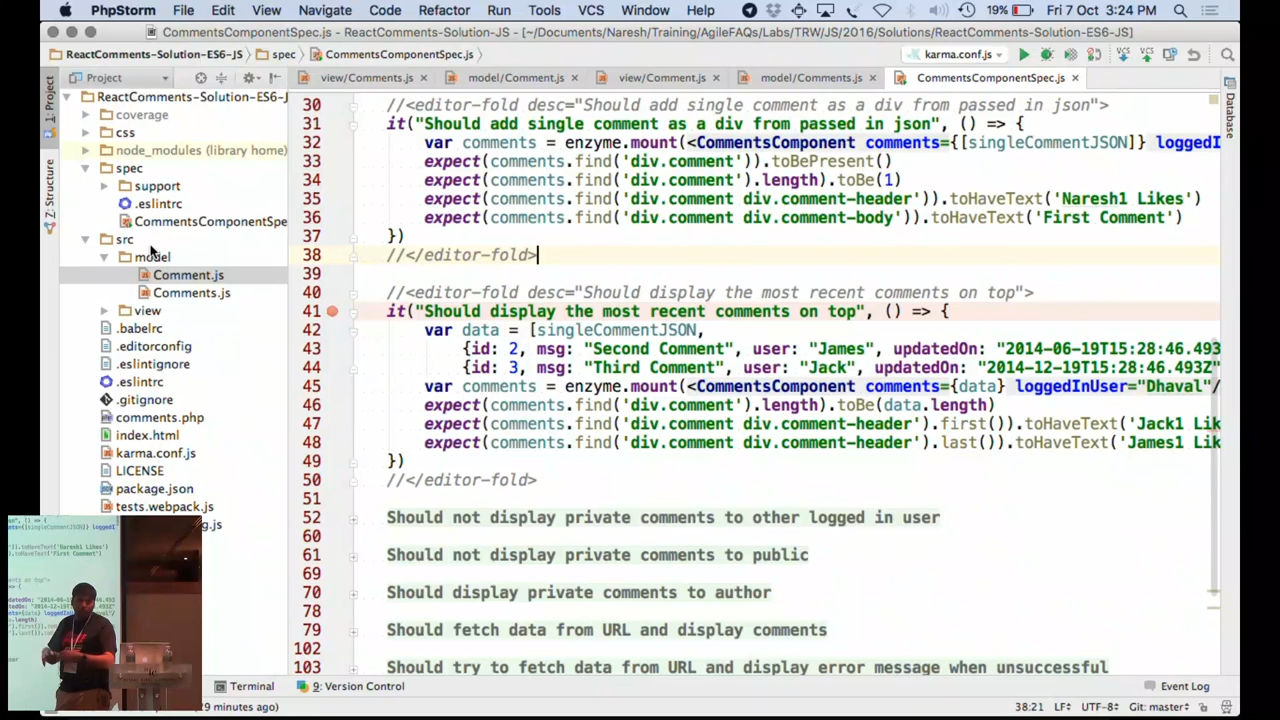 PhpStorm File Edit View Navigate Code Refactor Run Tools VCS Window Help 19% Fri 7 Oct 3:24 PM
CommentsComponentSpec.js - ReactComments-Solution-JS - [~/Documents/Naresh/Training/AgileFAQs/Labs/TRW/JS/2016/Solutions/ReactComments-Solution-ES6-JS]
ReactComments-Solution-ES6-JS spec CommentsComponentSpec.js karma.conf.js VCS VCS
Project view/Comments.js model/Comment.js view/Comments.js model/Comments.js CommentsComponentSpec.js
1: Project
7: Structure
Database
ReactComments-Solution-ES6-J
coverage
css
node_modules (library home)
spec
support
.eslintrc
CommentsComponentSpe
src
model
Comment.js
Comments.js
view
.babelrc
.editorconfig
.eslintignore
.eslintrc
.gitignore
comments.php
index.html
karma.conf.js
LICENSE
package.json
tests.webpack.js
30 //<editor-fold desc="Should add single comment as a div from passed in json">
31 it("Should add single comment as a div from passed in json", () => {
32 var comments = enzyme.mount(<CommentsComponent comments={[singleCommentJSON]} loggedI
33 expect(comments.find('div.comment')).toBePresent()
34 expect(comments.find('div.comment').length).toBe(1)
35 expect(comments.find('div.comment div.comment-header')).toHaveText('Naresh1 Likes')
36 expect(comments.find('div.comment div.comment-body')).toHaveText('First Comment')
37 })
38 //</editor-fold>
39
40 //<editor-fold desc="Should display the most recent comments on top">
41 it("Should display the most recent comments on top", () => {
42 var data = [singleCommentJSON,
43 {id: 2, msg: "Second Comment", user: "James", updatedOn: "2014-06-19T15:28:46.493
44 {id: 3, msg: "Third Comment", user: "Jack", updatedOn: "2014-12-19T15:28:46.493Z"
45 var comments = enzyme.mount(<CommentsComponent comments={data} loggedInUser="Dhaval"/
46 expect(comments.find('div.comment').length).toBe(data.length)
47 expect(comments.find('div.comment div.comment-header').first()).toHaveText('Jack1 Lik
48 expect(comments.find('div.comment div.comment-header').last()).toHaveText('James1 Lik
49 })
50 //</editor-fold>
51
52 Should not display private comments to other logged in user
60
61 Should not display private comments to public
69
70 Should display private comments to author
78
79 Should fetch data from URL and display comments
102
103 Should try to fetch data from URL and display error message when unsuccessful
Terminal 9: Version Control Event Log
minutes ago) 38:21 LF UTF-8 Git: master